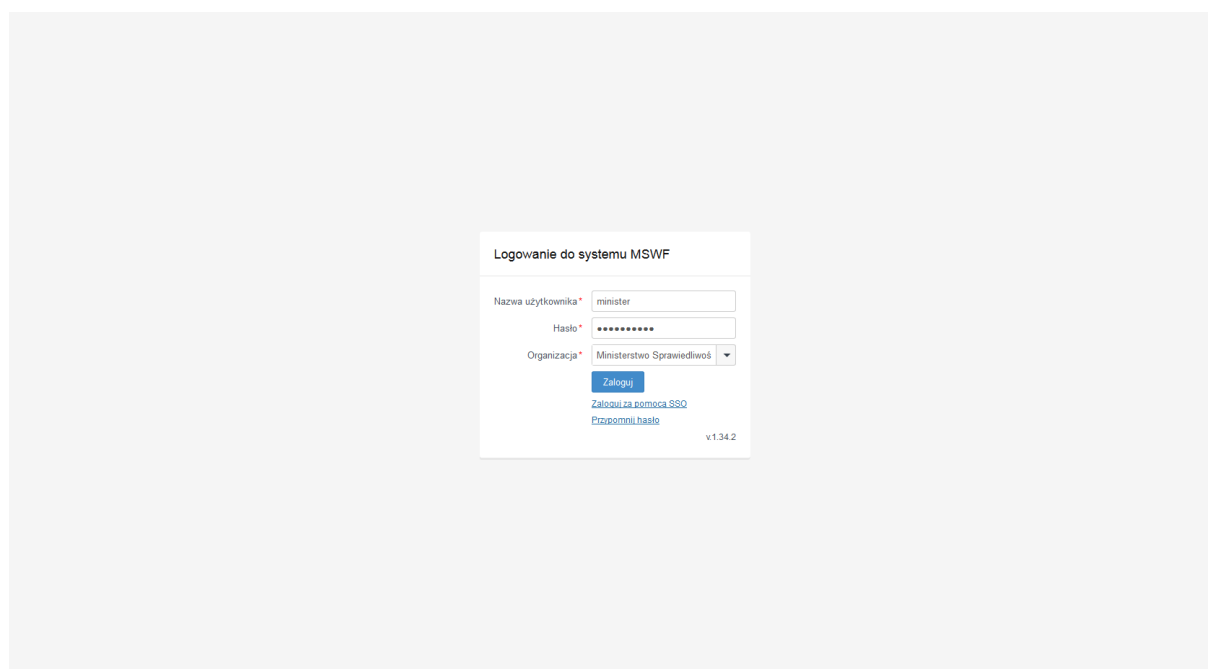 Logowanie do systemu MSWF
Nazwa użytkownika* minister
Hasło* ●●●●●●●●●●
Organizacja* Ministerstwo Sprawiedliwoś
Zaloguj
Zaloguj za pomocą SSO
Przypomnij hasło
v.1.34.2